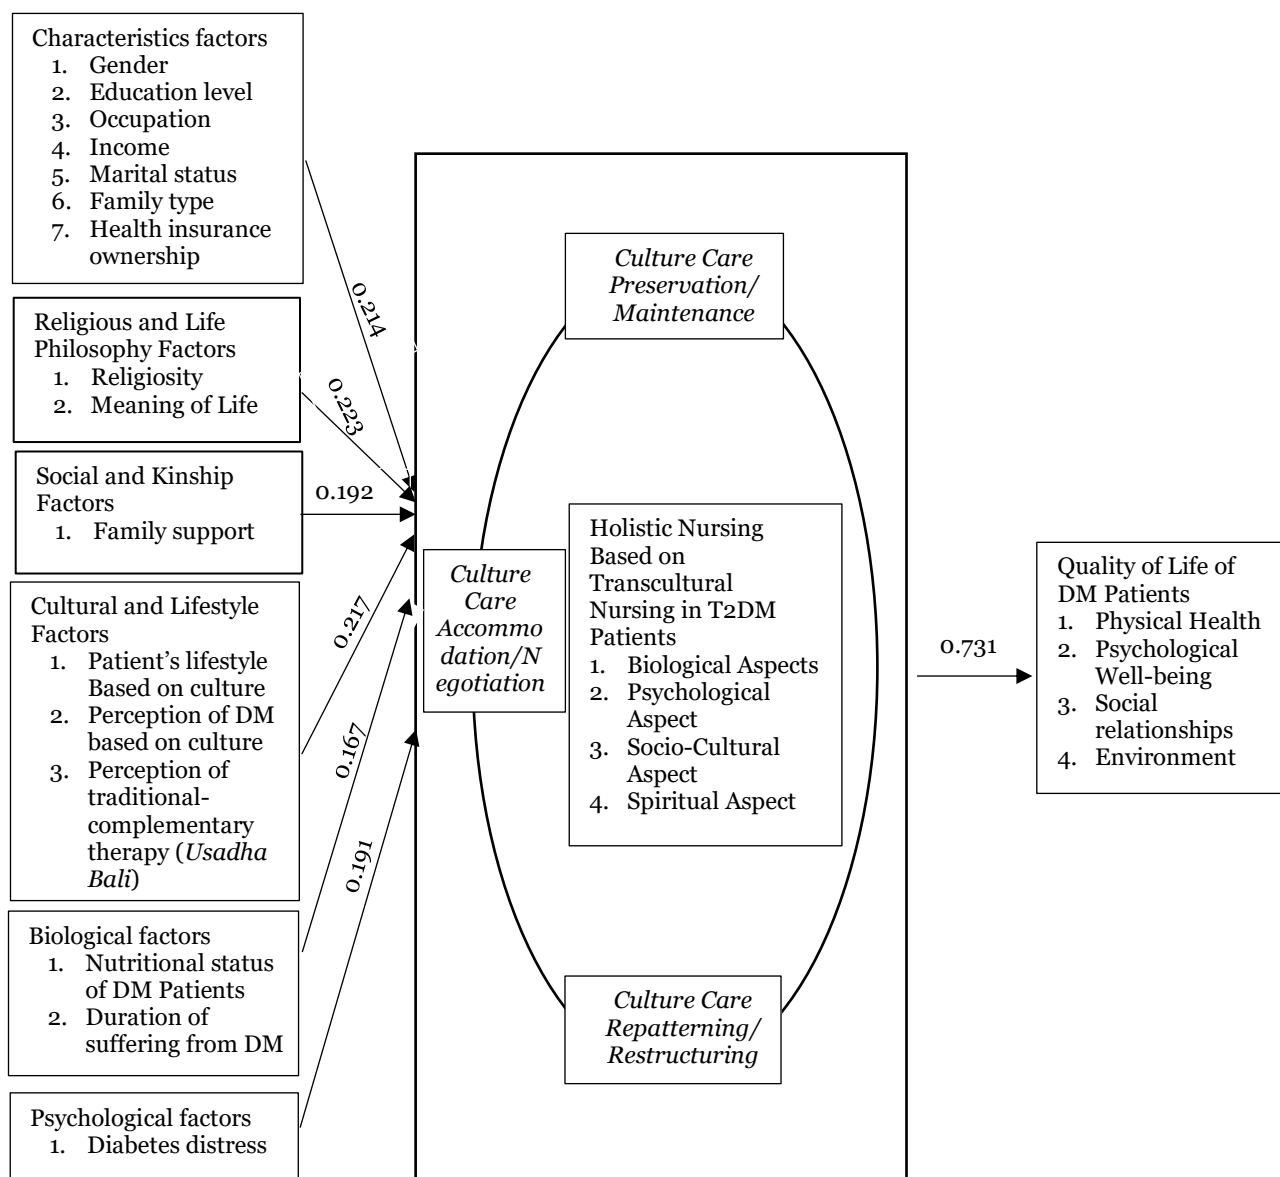 Characteristics factors
1. Gender
2. Education level
3. Occupation
4. Income
5. Marital status
6. Family type
7. Health insurance
ownership
0.214
Religious and Life
Philosophy Factors
1. Religiosity
2. Meaning of Life
0.223
Social and Kinship
Factors
1. Family support
0.192
Cultural and Lifestyle
Factors
1. Patient’s lifestyle
Based on culture
2. Perception of DM
based on culture
3. Perception of
traditional-
complementary
therapy (Usadha
Bali)
0.217
Biological factors
1. Nutritional status
of DM Patients
2. Duration of
suffering from DM
0.167
Psychological factors
1. Diabetes distress
0.191
Culture Care
Preservation/
Maintenance
Culture
Care
Accommo
dation/N
egotiation
Holistic Nursing
Based on
Transcultural
Nursing in T2DM
Patients
1. Biological Aspects
2. Psychological
Aspect
3. Socio-Cultural
Aspect
4. Spiritual Aspect
Culture Care
Repatterning/
Restructuring
0.731
Quality of Life of
DM Patients
1. Physical Health
2. Psychological
Well-being
3. Social
relationships
4. Environment